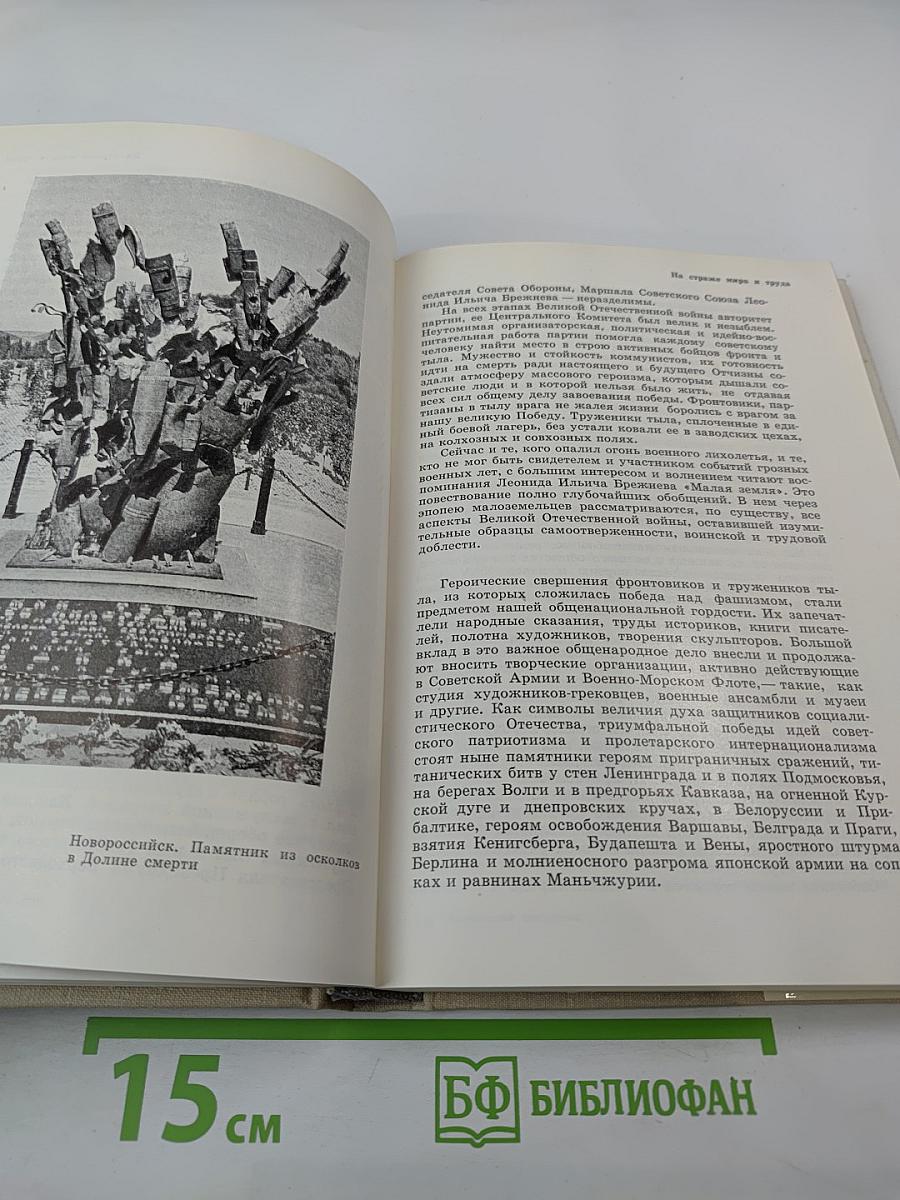 Новороссийск. Памятник из осколков
в Долине смерти
На страже мира и труда
седателя Совета Обороны, Маршала Советского Союза Лео-
нида Ильича Брежнева — неразделимы.
На всех этапах Великой Отечественной войны авторитет
партии, ее Центрального Комитета был велик и незыблем.
Неутомимая организаторская, политическая и идейно-вос-
питательная работа партии помогла каждому советскому
человеку найти место в строю активных бойцов фронта и
тыла. Мужество и стойкость коммунистов, их готовность
идти на смерть ради настоящего и будущего Отчизны со-
здали атмосферу массового героизма, которым дышали со-
ветские люди и в которой нельзя было жить, не отдавая
всех сил общему делу завоевания победы. Фронтовики, пар-
тизаны в тылу врага не жалея жизни боролись с врагом за
нашу великую Победу. Труженики тыла, сплоченные в еди-
ный боевой лагерь, без устали ковали ее в заводских цехах,
на колхозных и совхозных полях.
Сейчас и те, кого опалил огонь военного лихолетья, и те,
кто не мог быть свидетелем и участником событий грозных
военных лет, с большим интересом и волнением читают вос-
поминания Леонида Ильича Брежнева «Малая земля». Это
повествование полно глубочайших обобщений. В нем через
эпопею малоземельцев рассматриваются, по существу, все
аспекты Великой Отечественной войны, оставившей изуми-
тельные образцы самоотверженности, воинской и трудовой
доблести.
Героические свершения фронтовиков и тружеников ты-
ла, из которых сложилась победа над фашизмом, стали
предметом нашей общенациональной гордости. Их запечат-
лели народные сказания, труды историков, книги писате-
лей, полотна художников, творения скульпторов. Большой
вклад в это важное общенародное дело внесли и продолжа-
ют вносить творческие организации, активно действующие
в Советской Армии и Военно-Морском Флоте,— такие, как
студия художников-грековцев, военные ансамбли и музеи
и другие. Как символы величия духа защитников социали-
стического Отечества, триумфальной победы идей совет-
ского патриотизма и пролетарского интернационализма
стоят ныне памятники героям приграничных сражений, ти-
танических битв у стен Ленинграда и в полях Подмосковья,
на берегах Волги и в предгорьях Кавказа, на огненной Кур-
ской дуге и днепровских кручах, в Белоруссии и При-
балтике, героям освобождения Варшавы, Белграда и Праги,
взятия Кенигсберга, Будапешта и Вены, яростного штурма
Берлина и молниеносного разгрома японской армии на соп
ках и равнинах Маньчжурии.
15 см
БФ БИБЛИОФАН